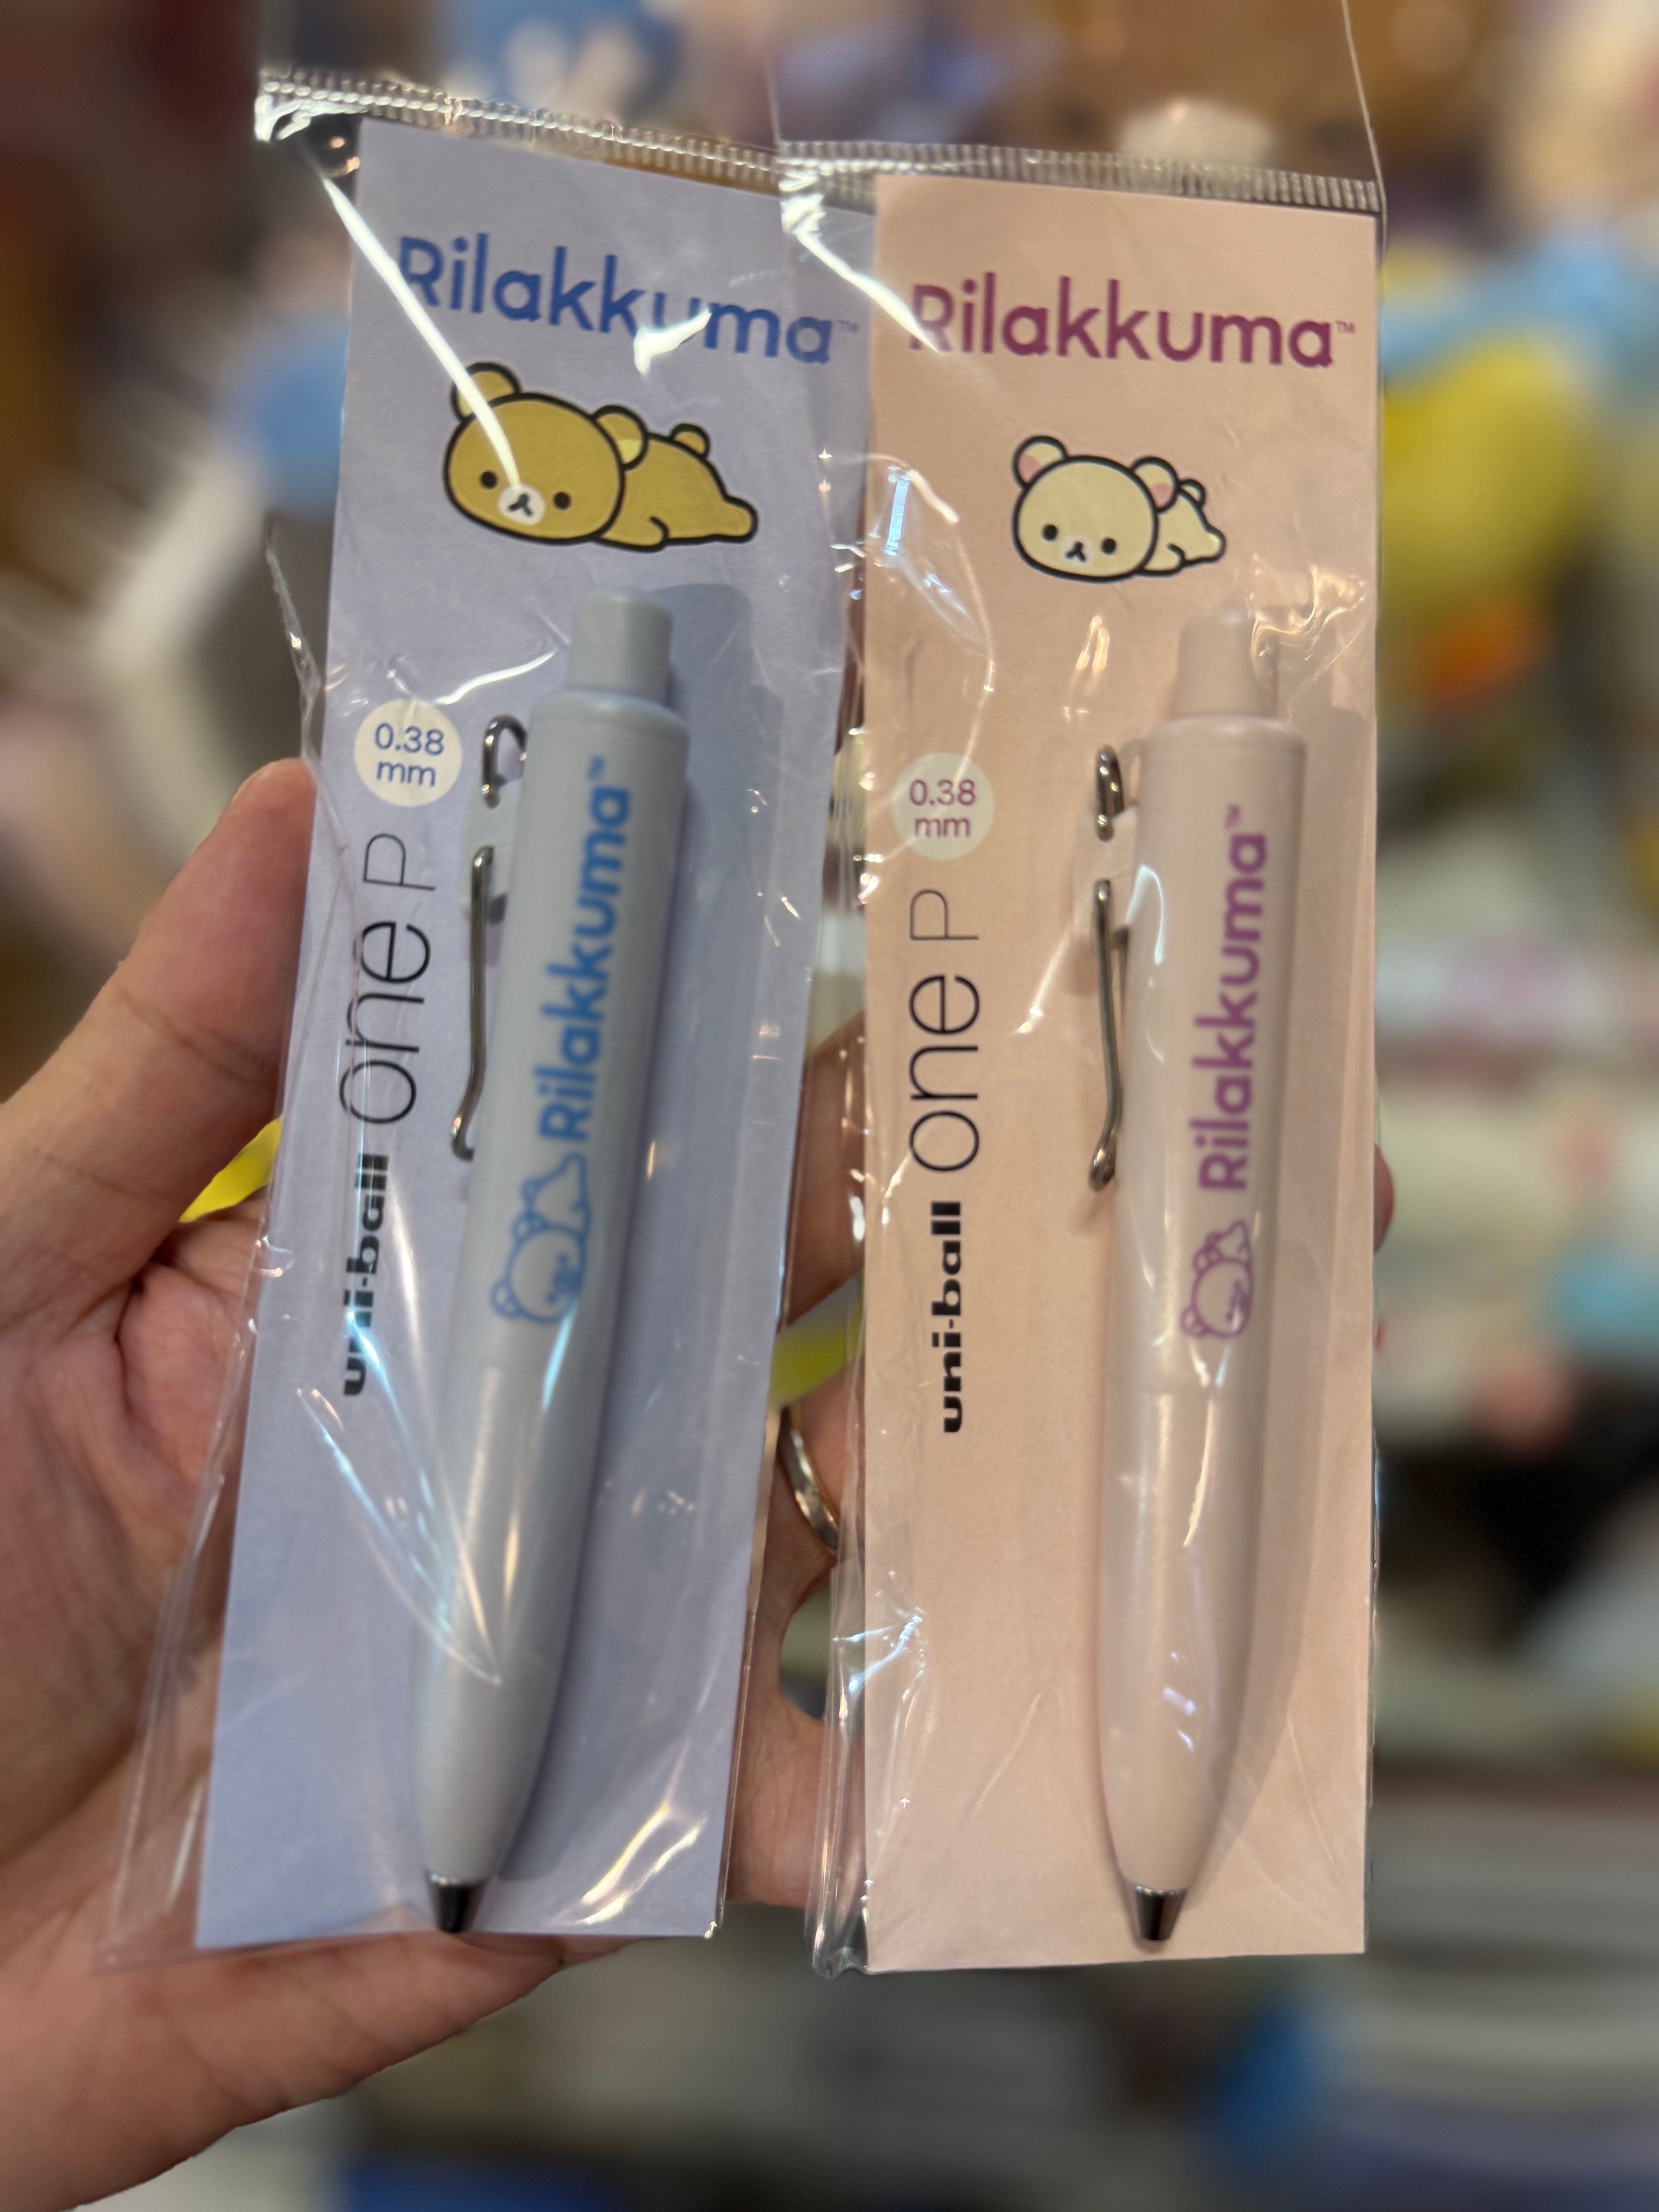 Rilakkuma™
0.38
mm
uni-ball one P
Rilakkuma™
Rilakkuma™
0.38
mm
uni-ball one P
Rilakkuma™